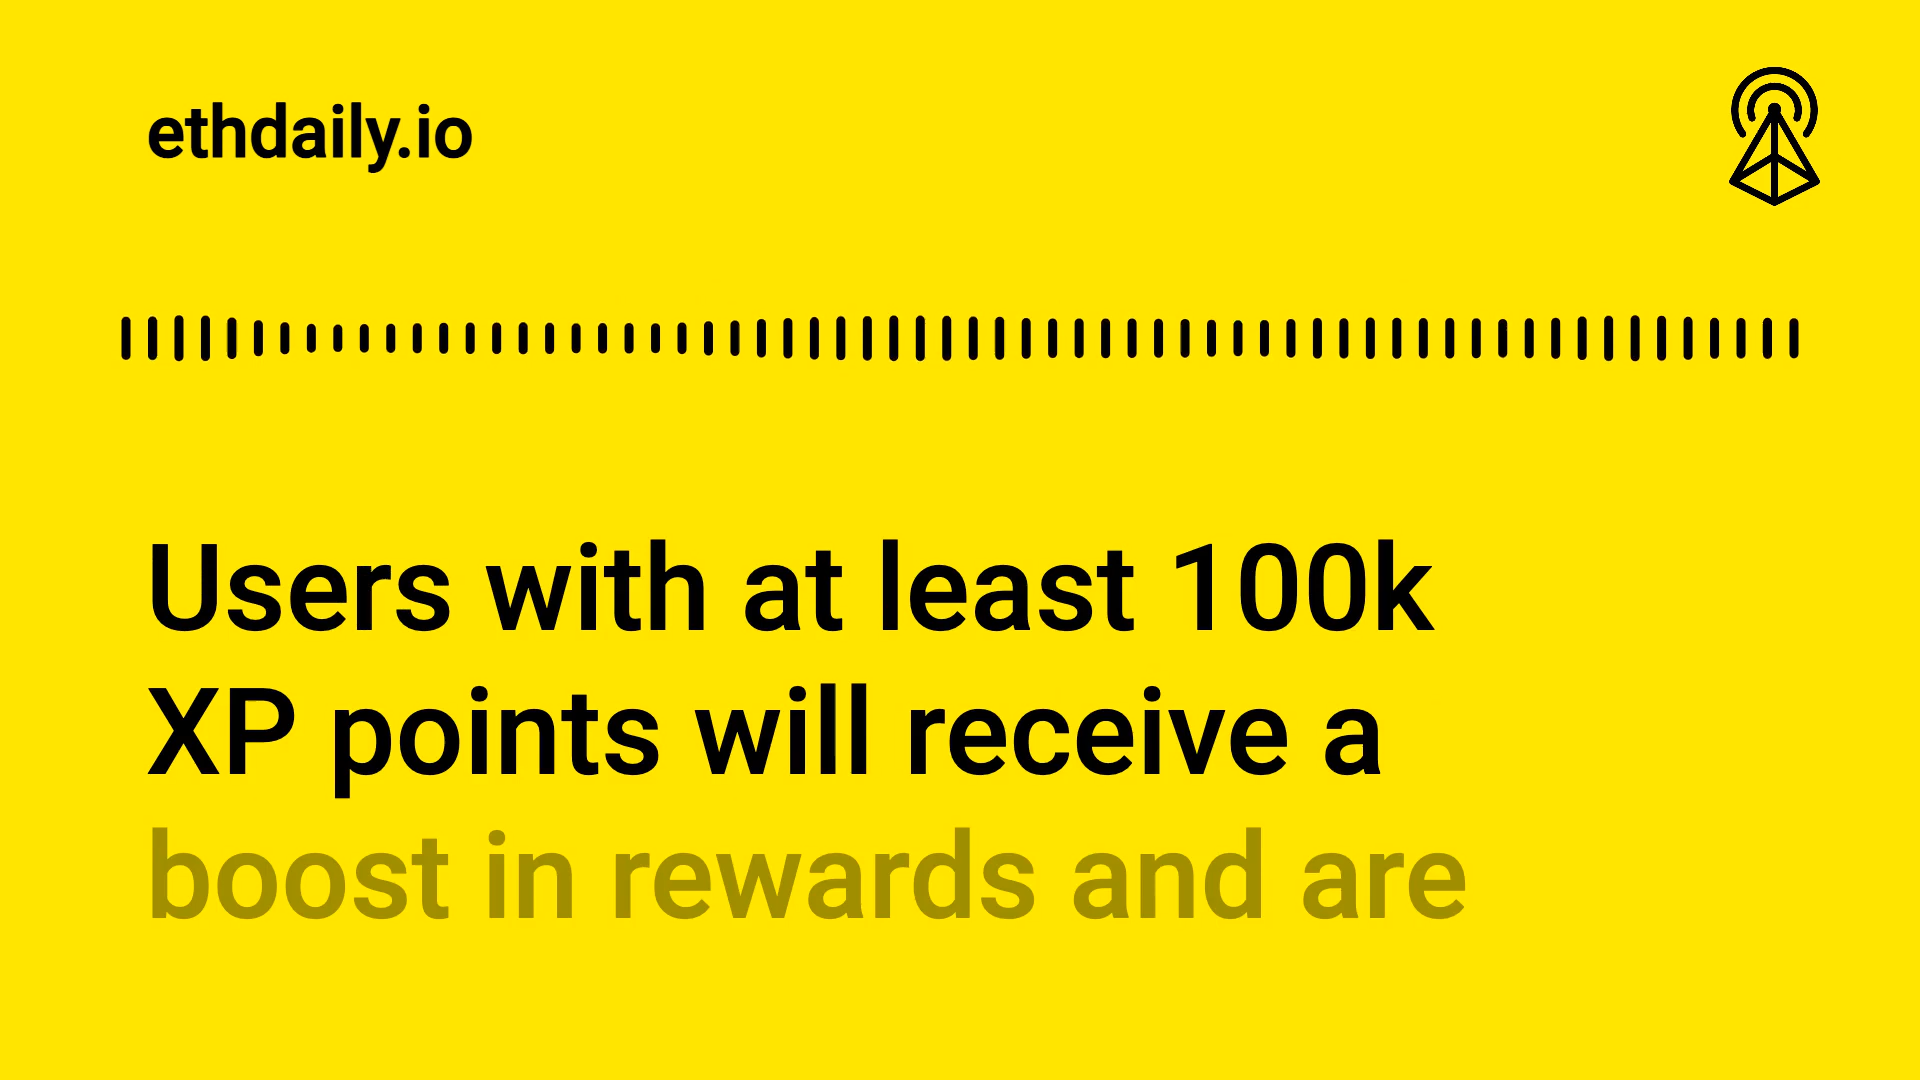 ethdaily.io
Users with at least 100k
XP points will receive a
boost in rewards and are